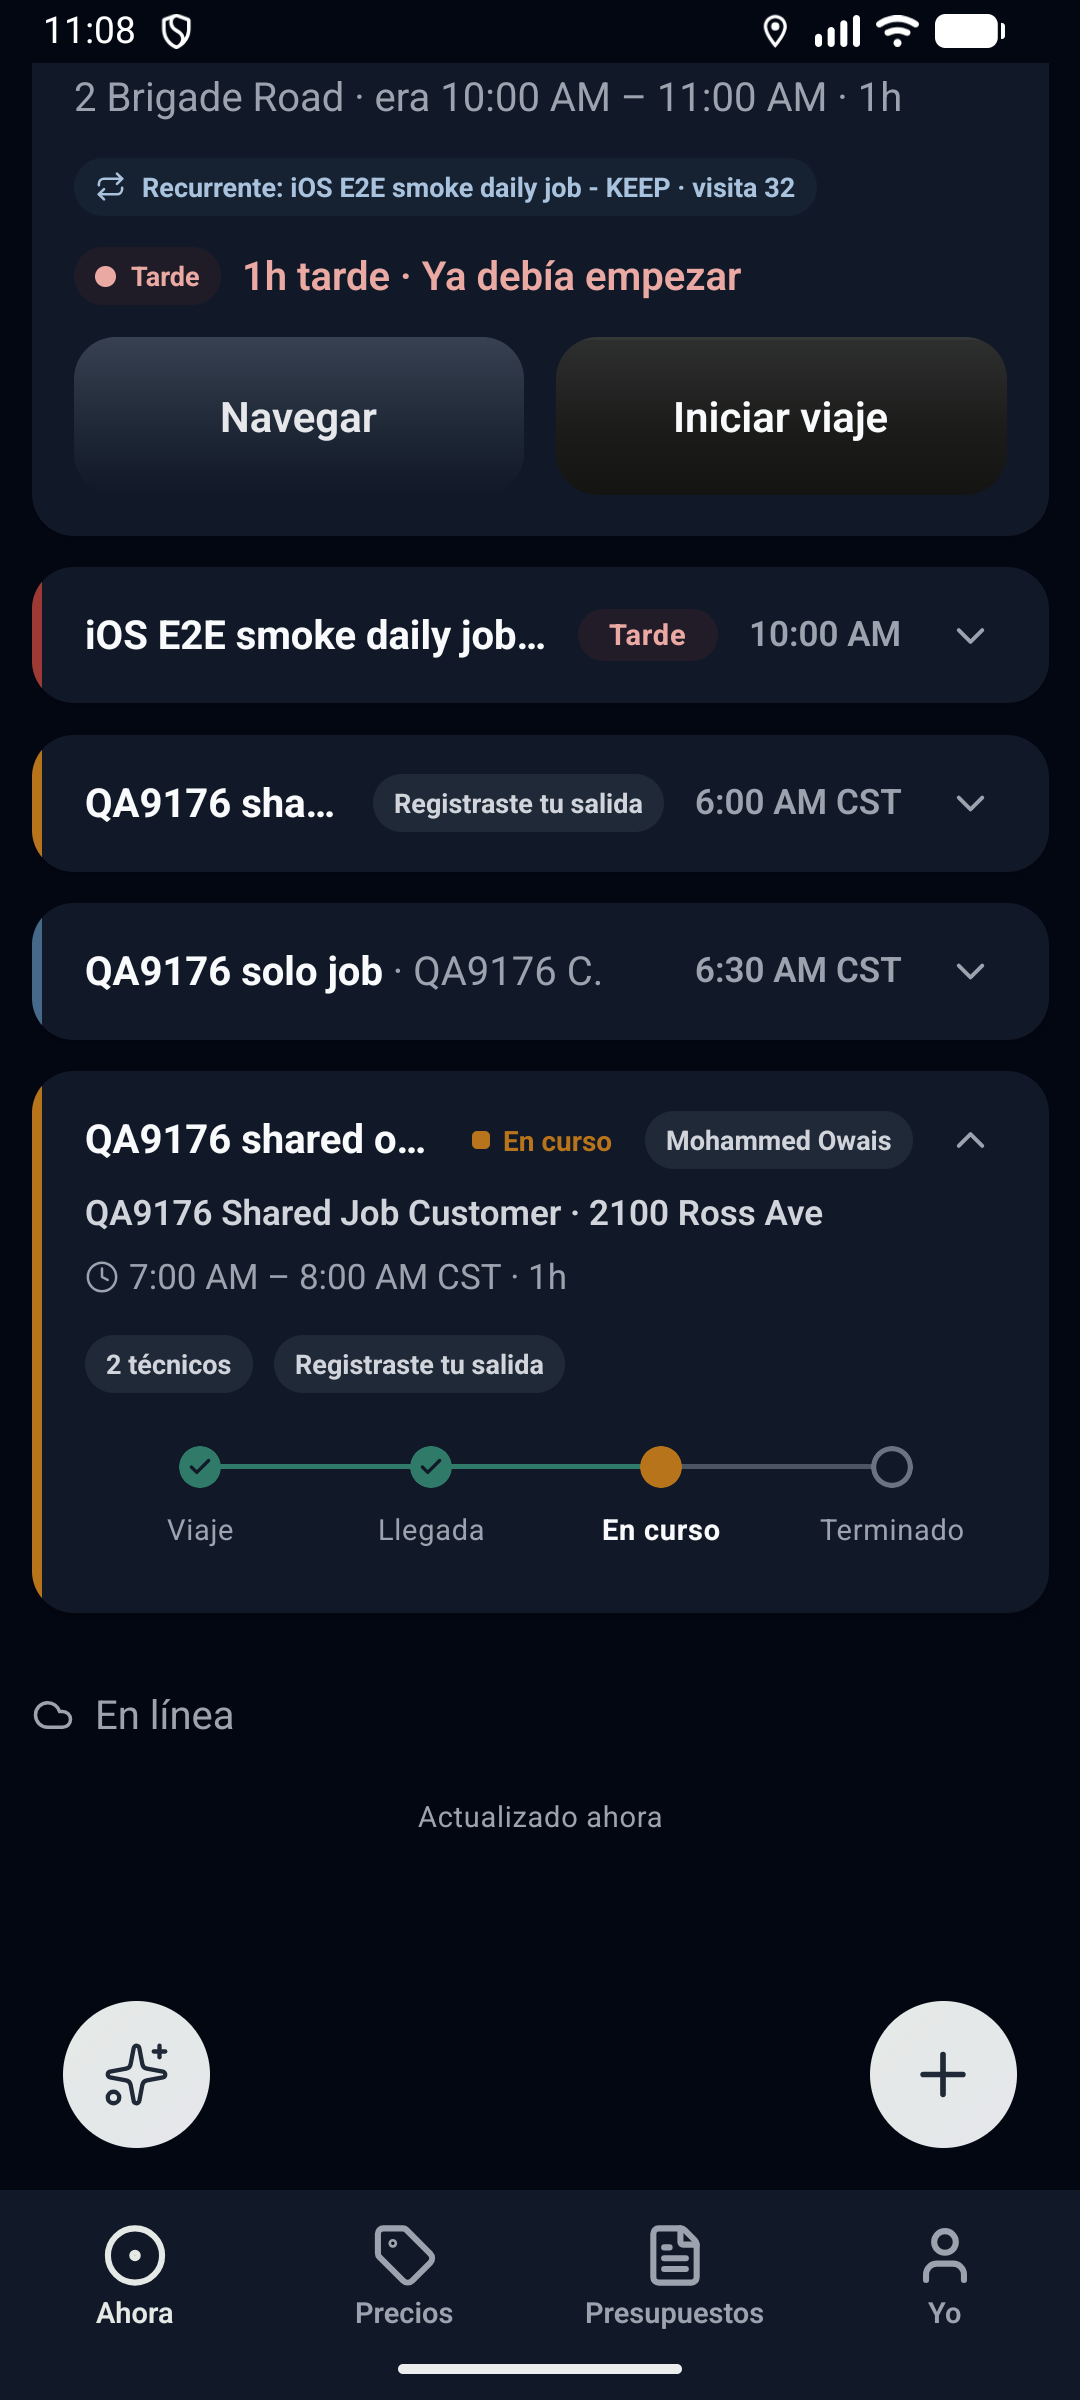 11:08
2 Brigade Road · era 10:00 AM – 11:00 AM · 1h
Recurrente: iOS E2E smoke daily job - KEEP · visita 32
Tarde 1h tarde · Ya debía empezar
Navegar Iniciar viaje
iOS E2E smoke daily job... Tarde 10:00 AM
QA9176 sha... Registraste tu salida 6:00 AM CST
QA9176 solo job · QA9176 C. 6:30 AM CST
QA9176 shared o... En curso Mohammed Owais
QA9176 Shared Job Customer · 2100 Ross Ave
7:00 AM – 8:00 AM CST · 1h
2 técnicos Registraste tu salida
Viaje Llegada En curso Terminado
En línea
Actualizado ahora
Ahora Precios Presupuestos Yo